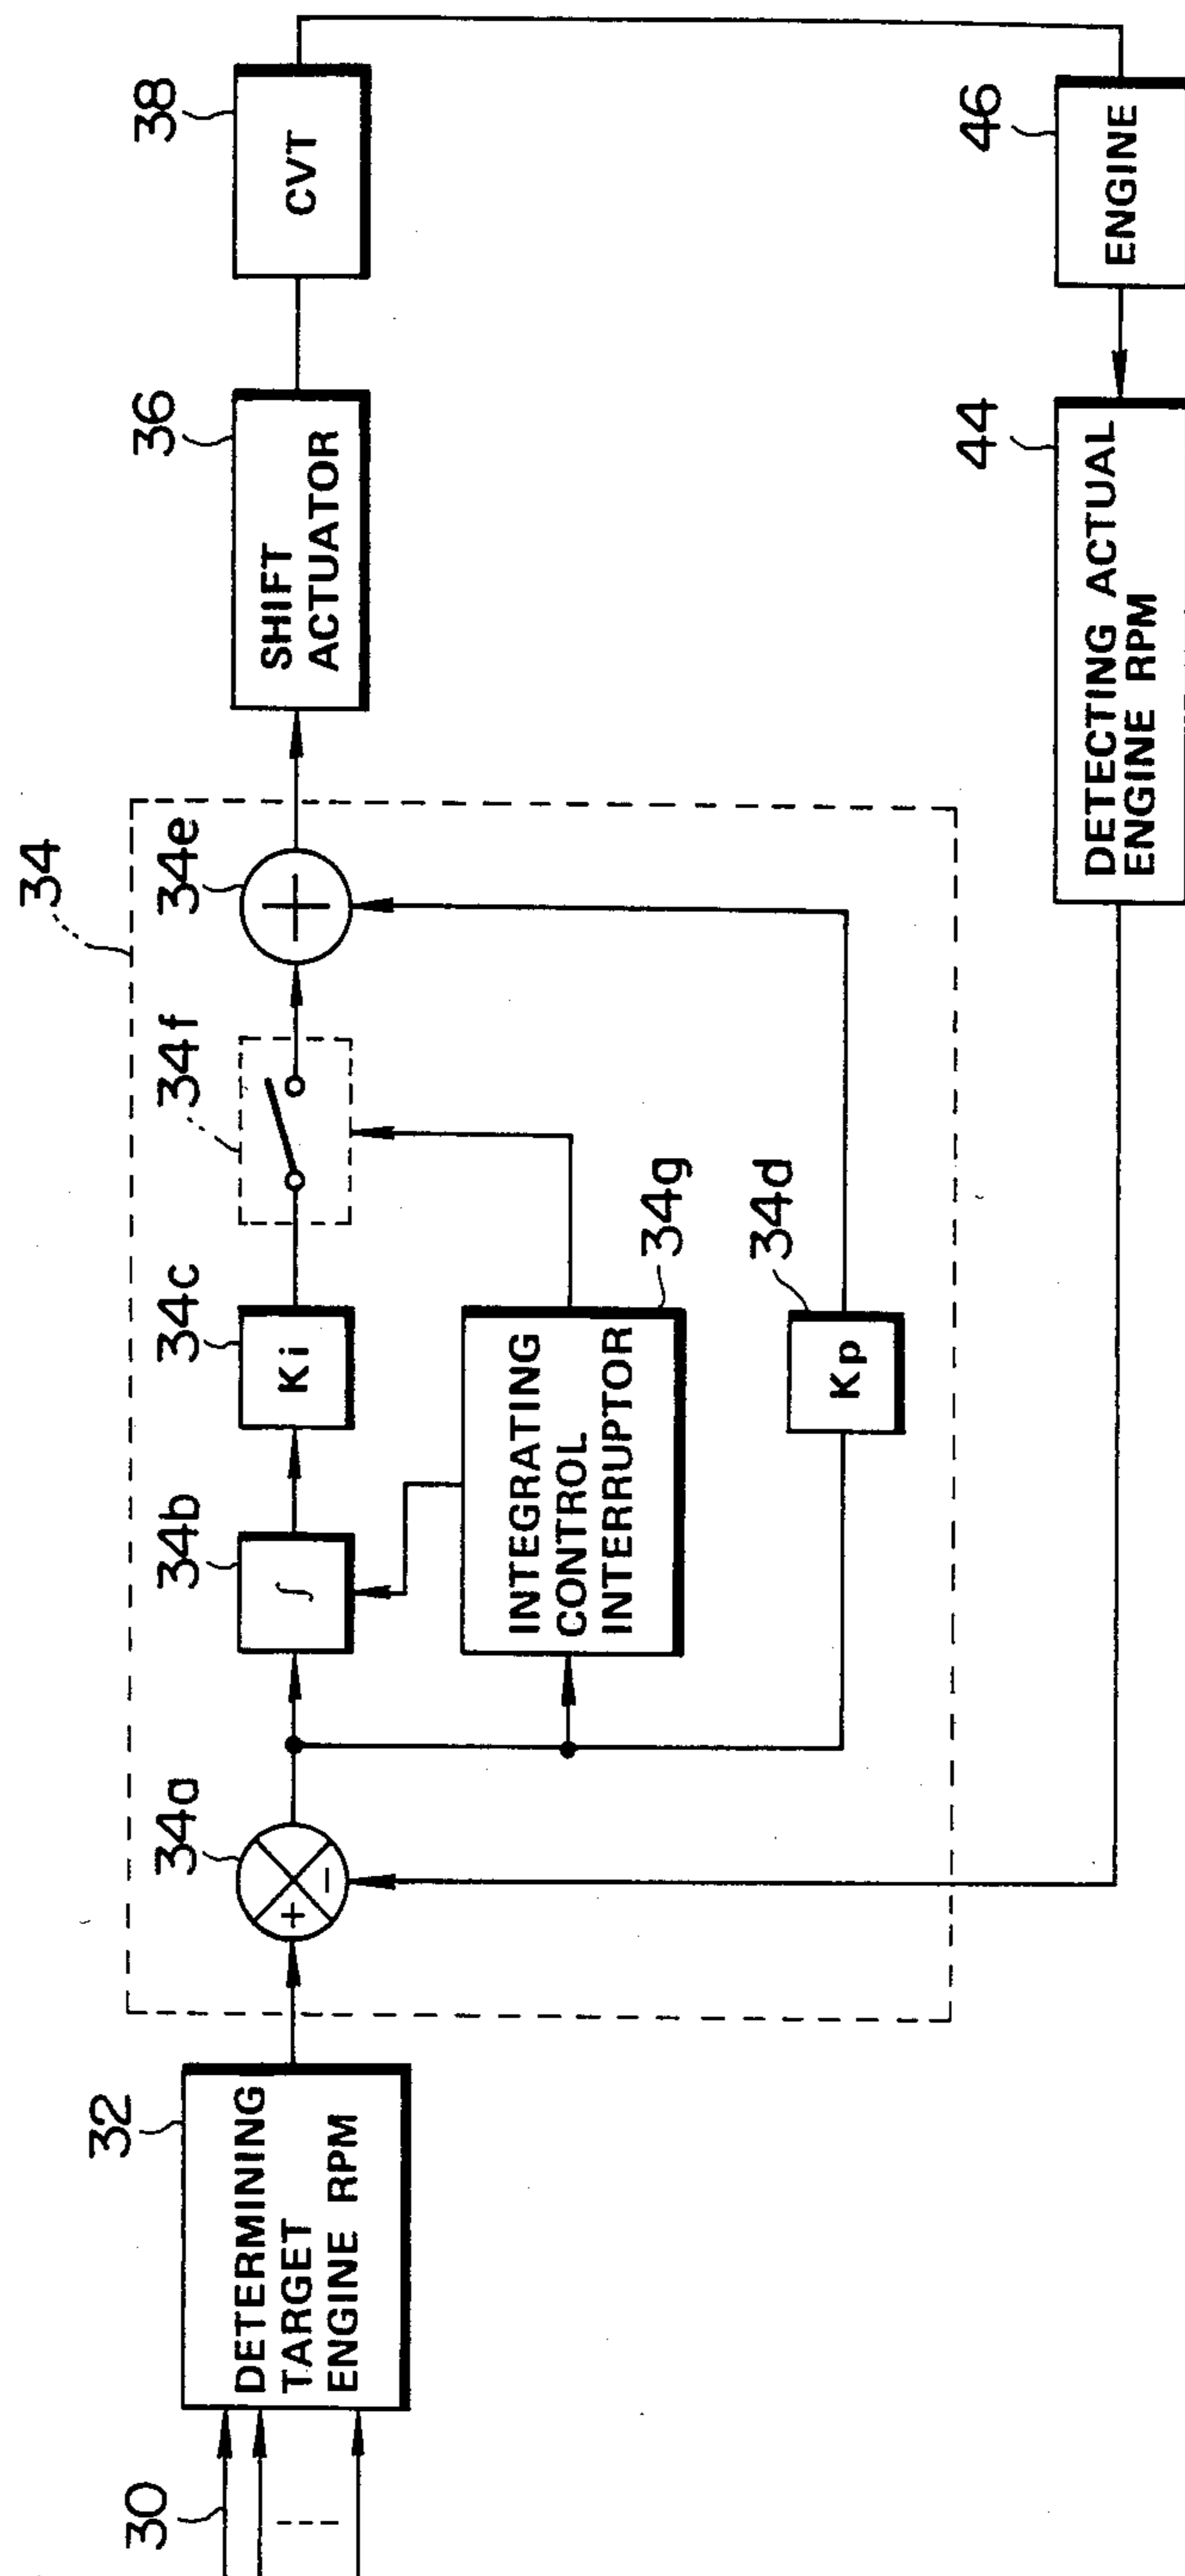 30
32
DETERMINING
TARGET
ENGINE RPM
34
34a
+
-
34b
∫
34c
Ki
34f
34e
+
34g
INTEGRATING
CONTROL
INTERRUPTOR
34d
Kp
36
SHIFT
ACTUATOR
38
CVT
44
DETECTING ACTUAL
ENGINE RPM
46
ENGINE